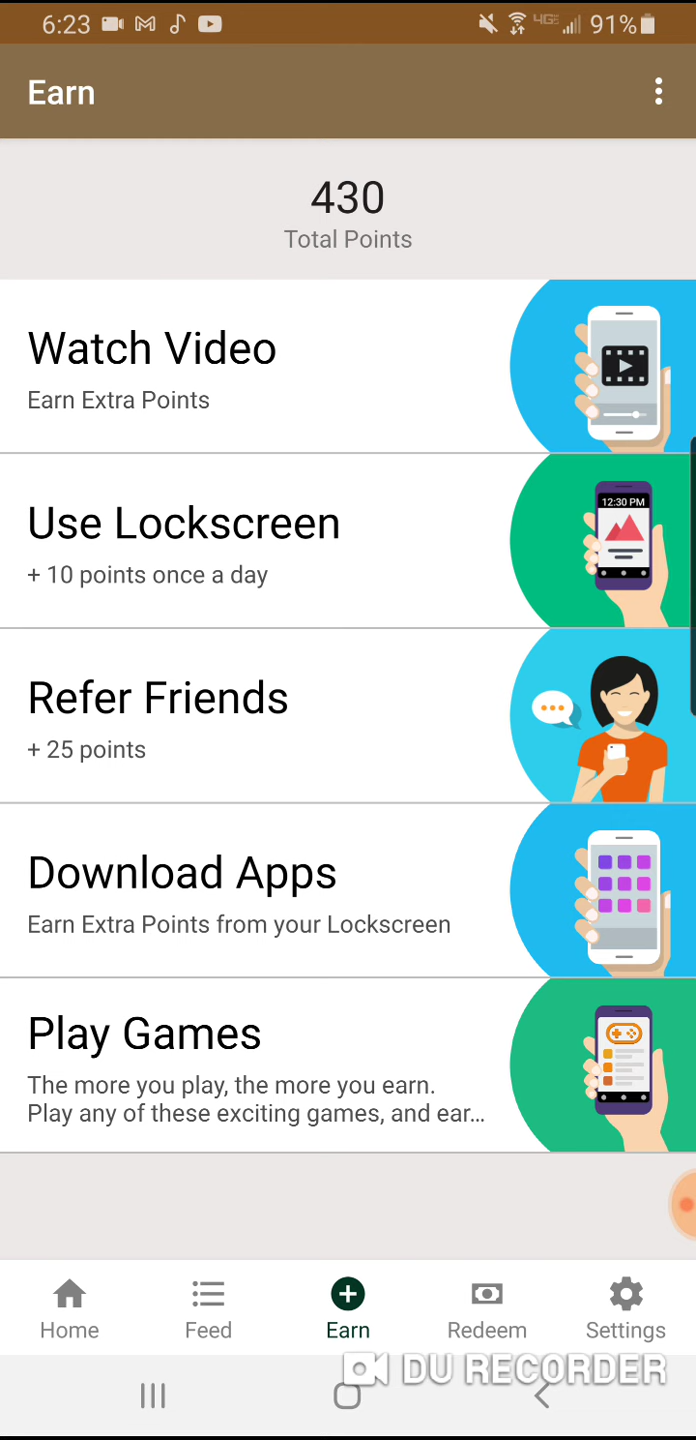 6:23 4GE 91%
Earn
430
Total Points
Watch Video
Earn Extra Points
Use Lockscreen
+ 10 points once a day
12:30 PM
Refer Friends
+ 25 points
Download Apps
Earn Extra Points from your Lockscreen
Play Games
The more you play, the more you earn.
Play any of these exciting games, and ear...
Home Feed Earn Redeem Settings
DU RECORDER